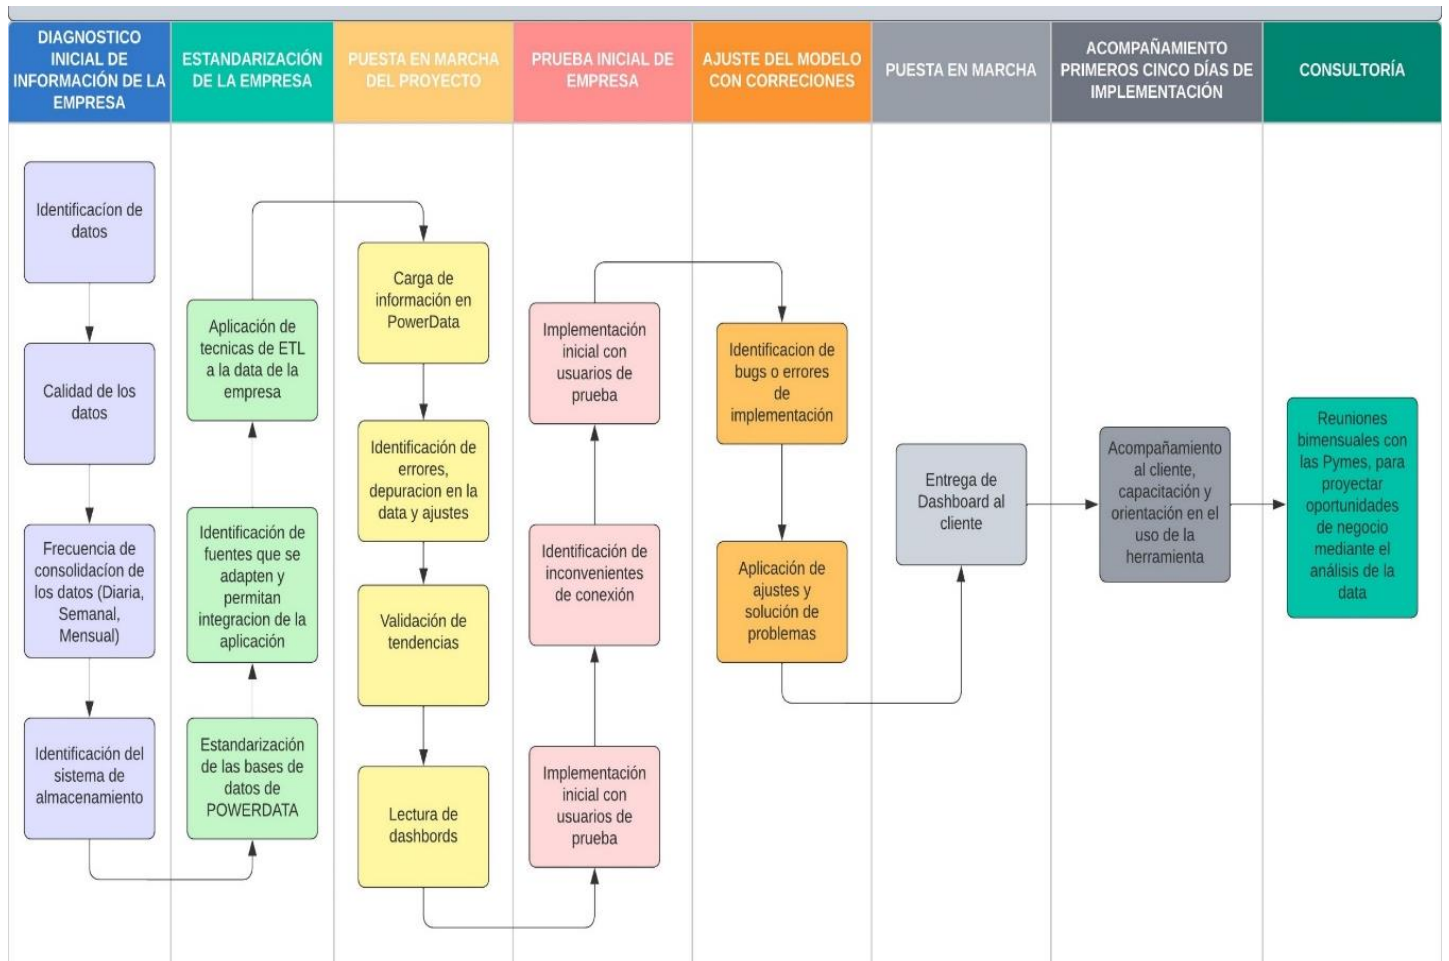 DIAGNOSTICO
INICIAL DE
INFORMACIÓN DE LA
EMPRESA
ESTANDARIZACIÓN
DE LA EMPRESA
PUESTA EN MARCHA
DEL PROYECTO
PRUEBA INICIAL DE
EMPRESA
AJUSTE DEL MODELO
CON CORRECIONES
PUESTA EN MARCHA
ACOMPAÑAMIENTO
PRIMEROS CINCO DÍAS DE
IMPLEMENTACIÓN
CONSULTORÍA
Identificacíon de
datos
Calidad de los
datos
Frecuencia de
consolidacíon de
los datos (Diaria,
Semanal,
Mensual)
Identificación del
sistema de
almacenamiento
Aplicación de
tecnicas de ETL
a la data de la
empresa
Identificación de
fuentes que se
adapten y
permitan
integracion de la
aplicación
Estandarización
de las bases de
datos de
POWERDATA
Carga de
información en
PowerData
Identificación de
errores,
depuracion en la
data y ajustes
Validación de
tendencias
Lectura de
dashbords
Implementación
inicial con
usuarios de
prueba
Identificación de
inconvenientes
de conexión
Implementación
inicial con
usuarios de
prueba
Identificacion de
bugs o errores
de
implementación
Aplicación de
ajustes y
solución de
problemas
Entrega de
Dashboard al
cliente
Acompañamiento
al cliente,
capacitación y
orientación en el
uso de la
herramienta
Reuniones
bimensuales con
las Pymes, para
proyectar
oportunidades
de negocio
mediante el
análisis de la
data